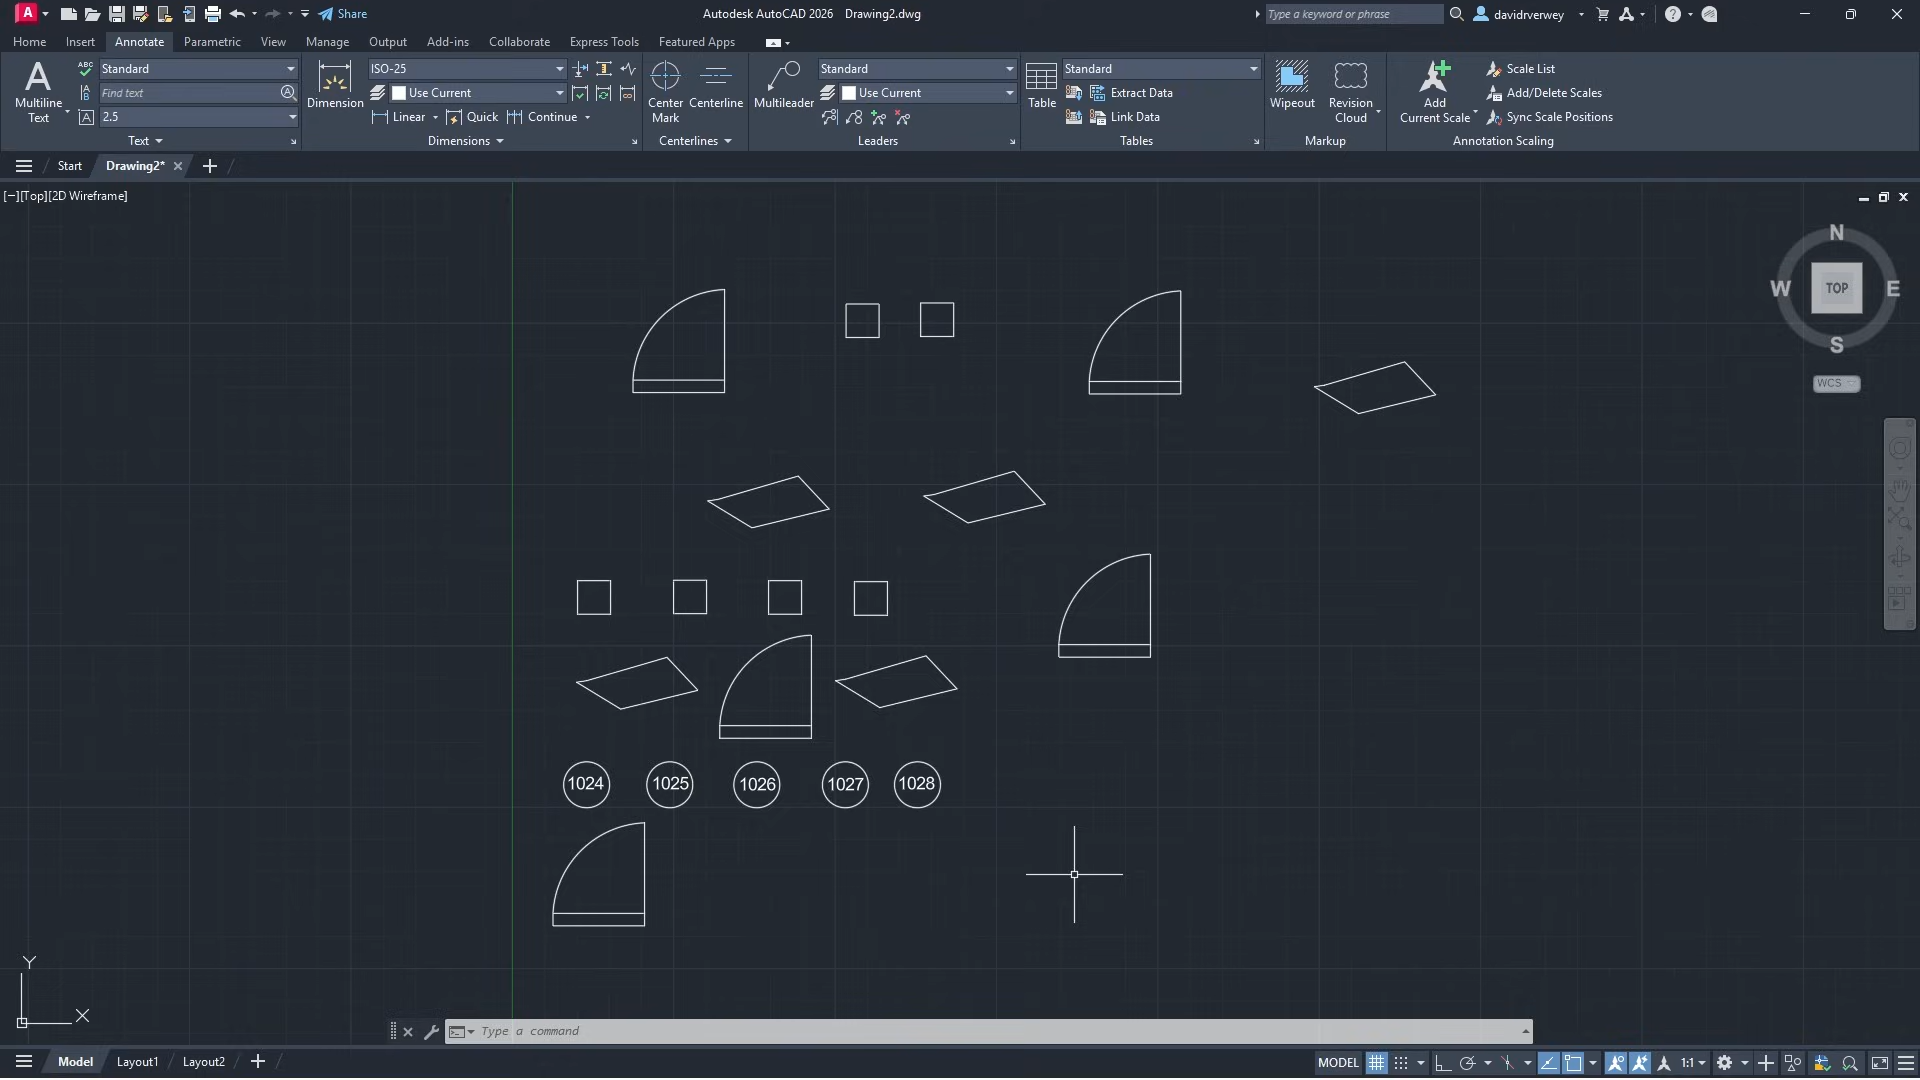 A Share Autodesk AutoCAD 2026 Drawing2.dwg Type a keyword or phrase davidrverwey
Home Insert Annotate Parametric View Manage Output Add-ins Collaborate Express Tools Featured Apps
A Multiline Text
ABC Standard
A B Find text
A 2.5
Text
Dimension
ISO-25
Use Current
Linear Quick Continue
Dimensions
Center Mark
Centerline
Centerlines
Multileader
Standard
Use Current
Leaders
Table
Standard
Extract Data
Link Data
Tables
Wipeout
Revision Cloud
Markup
Add Current Scale
Scale List
Add/Delete Scales
Sync Scale Positions
Annotation Scaling
Start Drawing2*
[−][Top][2D Wireframe]
N
W TOP E
S
WCS
1024 1025 1026 1027 1028
Y
X
Type a command
Model Layout1 Layout2 MODEL 1:1